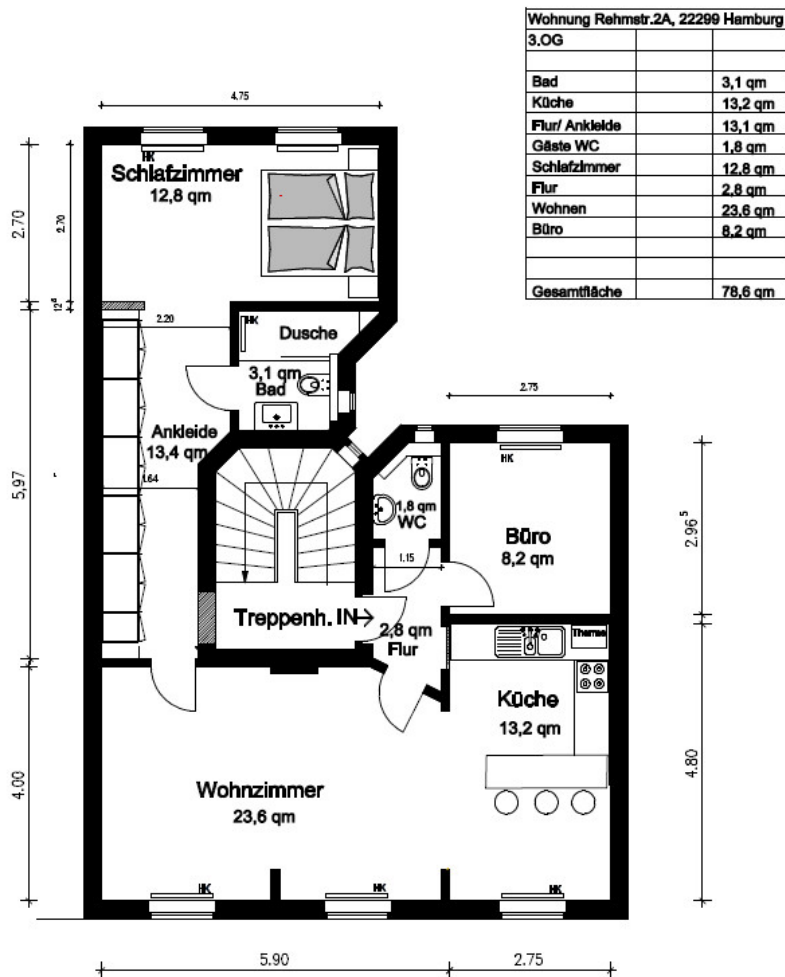 Wohnung Rehmstr.2A, 22299 Hamburg
3.OG
Bad 3,1 qm
Küche 13,2 qm
Flur/ Ankleide 13,1 qm
Gäste WC 1,8 qm
Schlafzimmer 12,8 qm
Flur 2,8 qm
Wohnen 23,6 qm
Büro 8,2 qm
Gesamtfläche 78,6 qm
4.75
HK
Schlafzimmer
12,8 qm
2.70
2.70
12⁵
2.20
HK
Dusche
3,1 qm
Bad
2.75
Ankleide
13,4 qm
HK
5,97
1.64
1,8 qm
WC
Büro
8,2 qm
2.96⁵
1.15
Treppenh. IN
2,8 qm
Flur
Therme
Küche
13,2 qm
4.00
4.80
Wohnzimmer
23,6 qm
HK
HK
HK
5.90
2.75